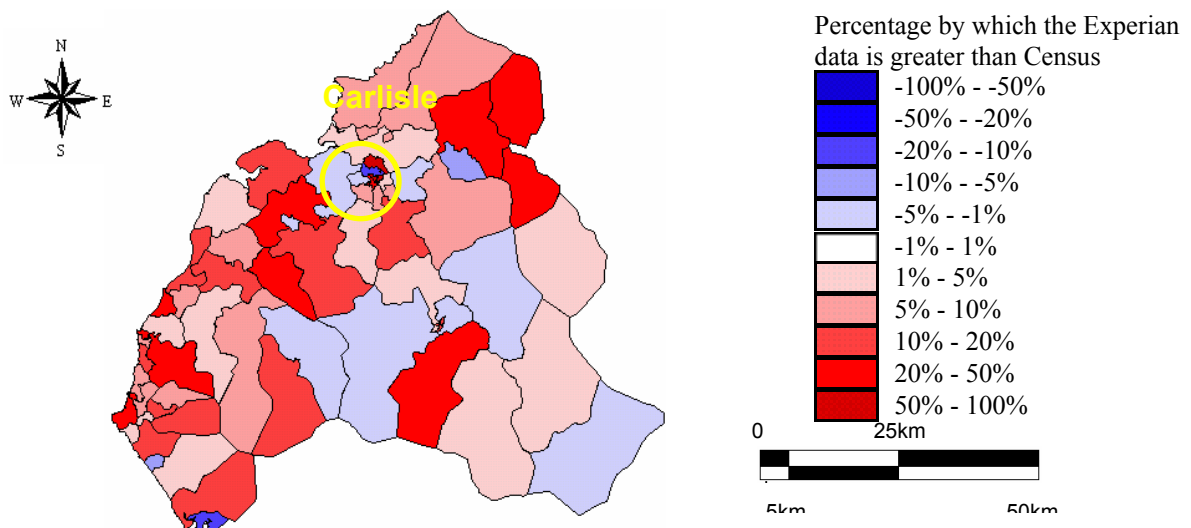 N
W E
S
Carlisle
Percentage by which the Experian
data is greater than Census
-100% - -50%
-50% - -20%
-20% - -10%
-10% - -5%
-5% - -1%
-1% - 1%
1% - 5%
5% - 10%
10% - 20%
20% - 50%
50% - 100%
0 25km
5km 50km